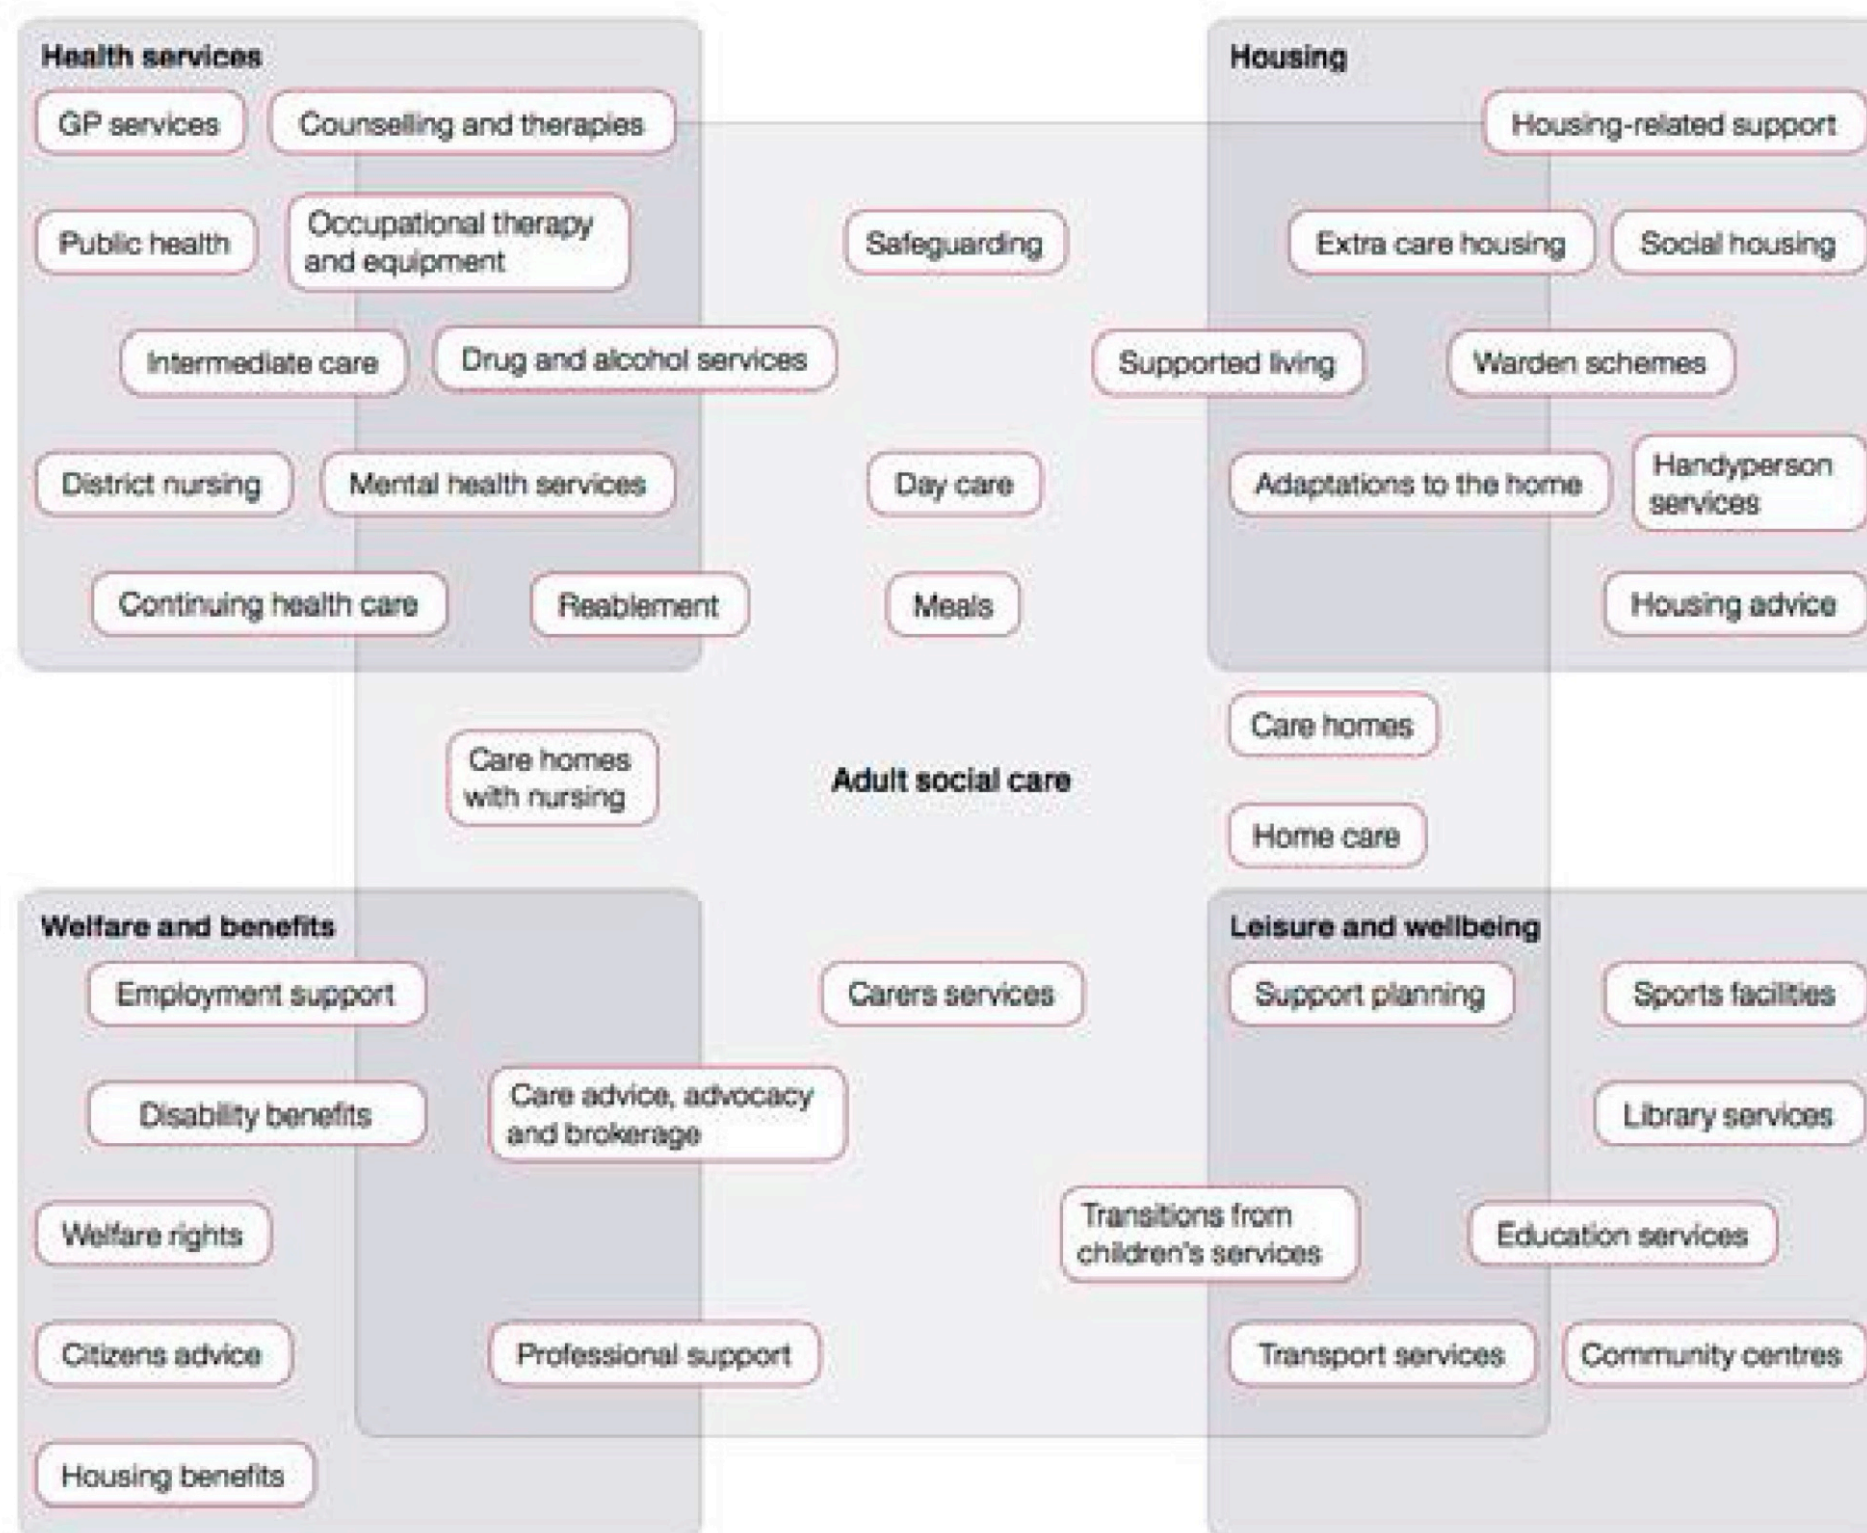 Health services
GP services
Counselling and therapies
Public health
Occupational therapy
and equipment
Intermediate care
Drug and alcohol services
District nursing
Mental health services
Continuing health care
Reablement
Safeguarding
Day care
Meals
Housing
Housing-related support
Extra care housing
Social housing
Supported living
Warden schemes
Adaptations to the home
Handyperson
services
Housing advice
Care homes
with nursing
Adult social care
Care homes
Home care
Welfare and benefits
Employment support
Disability benefits
Care advice, advocacy
and brokerage
Welfare rights
Citizens advice
Professional support
Housing benefits
Carers services
Leisure and wellbeing
Support planning
Sports facilities
Library services
Transitions from
children's services
Education services
Transport services
Community centres